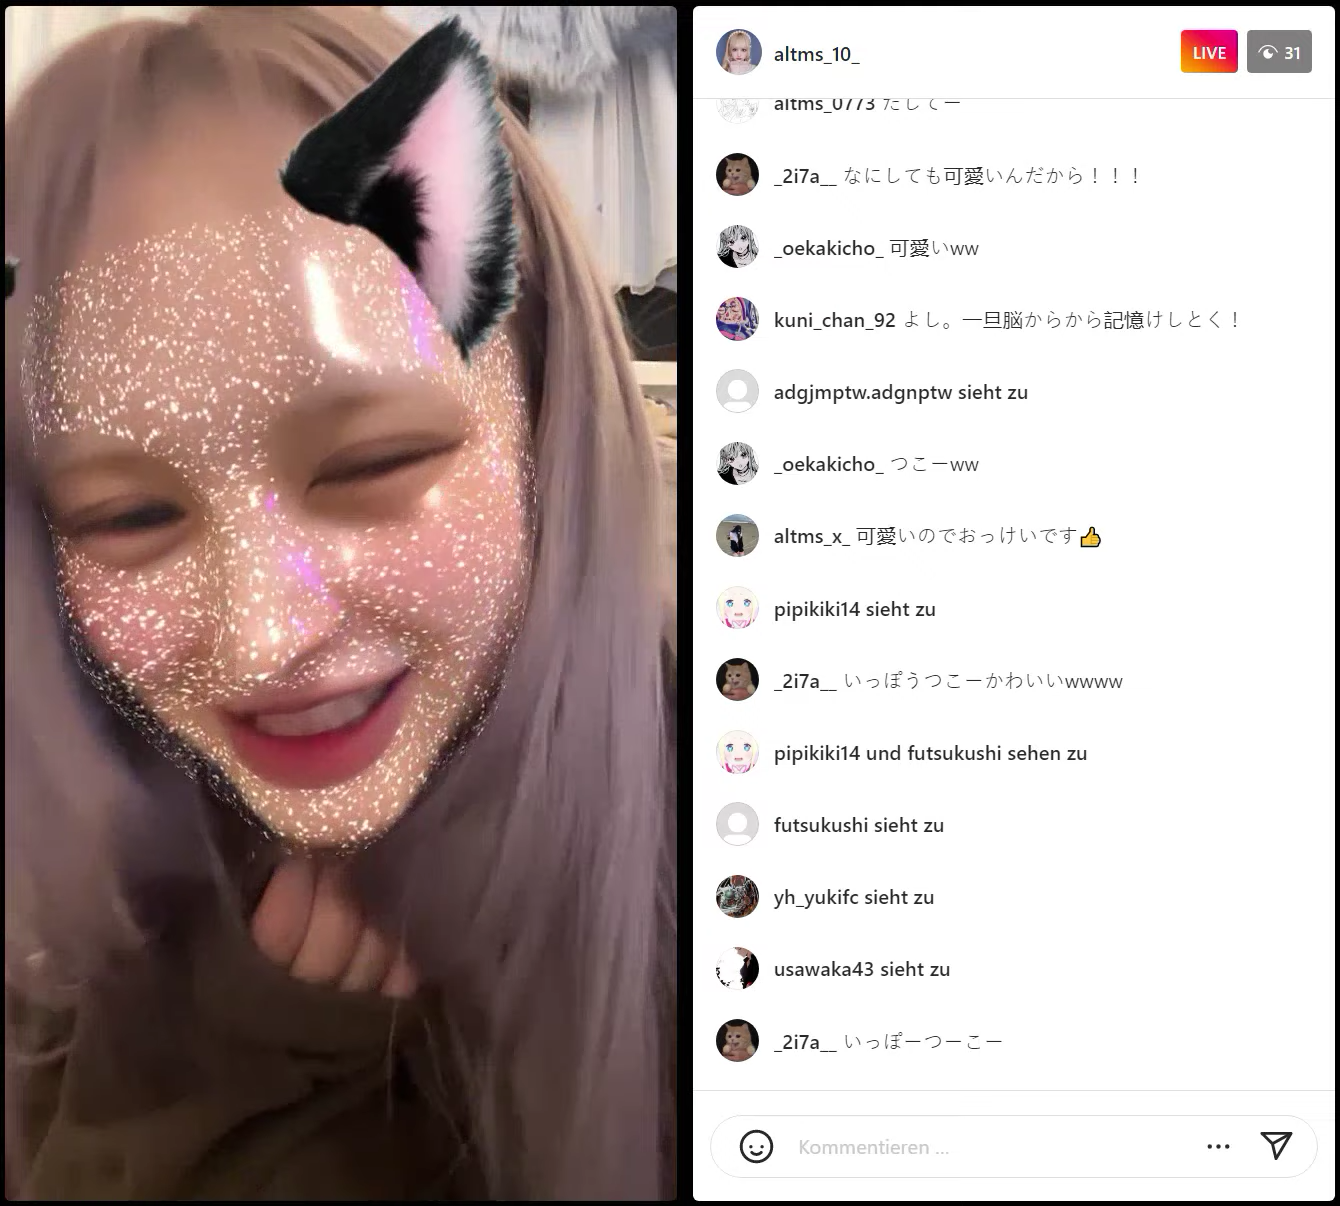 altms_10_
LIVE
31
altms_0773 だしてー
_2i7a__ なにしても可愛いんだから！！！
_oekakicho_ 可愛いww
kuni_chan_92 よし。一旦脳からから記憶けしとく！
adgjmptw.adgnptw sieht zu
_oekakicho_ つこーww
altms_x_ 可愛いのでおっけいです👍
pipikiki14 sieht zu
_2i7a__ いっぽうつこーかわいいwwww
pipikiki14 und futsukushi sehen zu
futsukushi sieht zu
yh_yukifc sieht zu
usawaka43 sieht zu
_2i7a__ いっぽーつーこー
Kommentieren ...